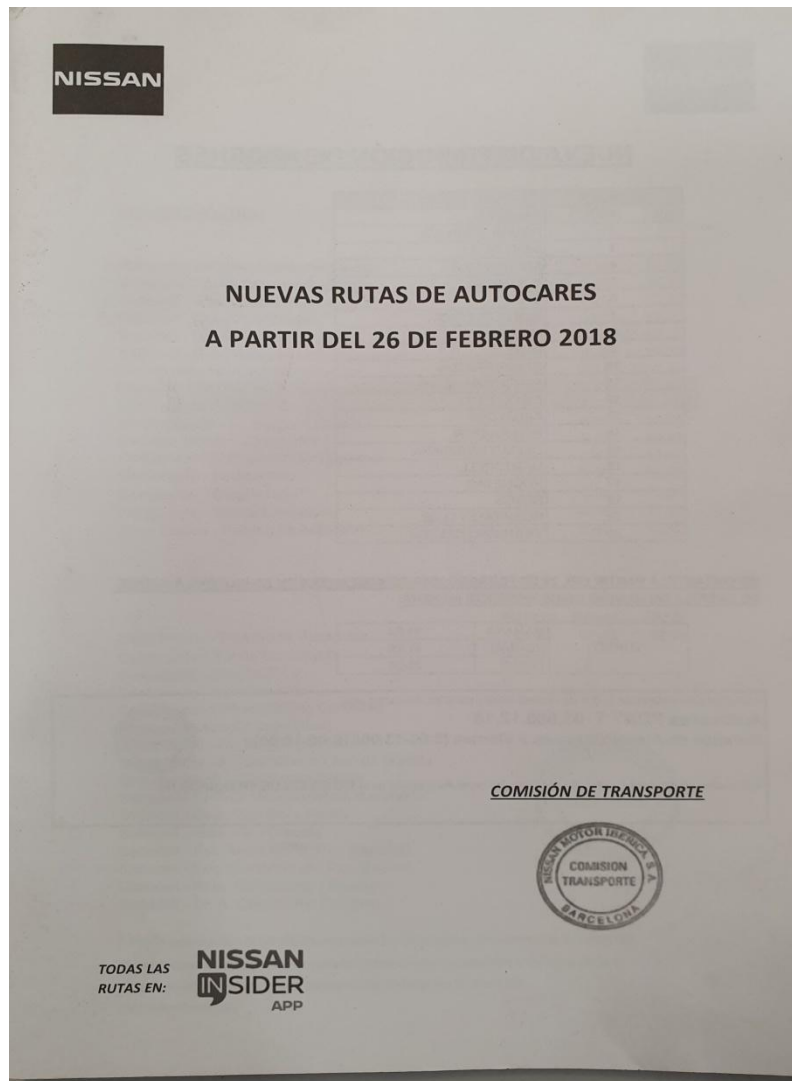 NISSAN
NUEVAS RUTAS DE AUTOCARES
A PARTIR DEL 26 DE FEBRERO 2018
COMISIÓN DE TRANSPORTE
NISSAN MOTOR IBERICA, S.A.
COMISION
TRANSPORTE
BARCELONA
TODAS LAS
RUTAS EN:
NISSAN
INSIDER
APP